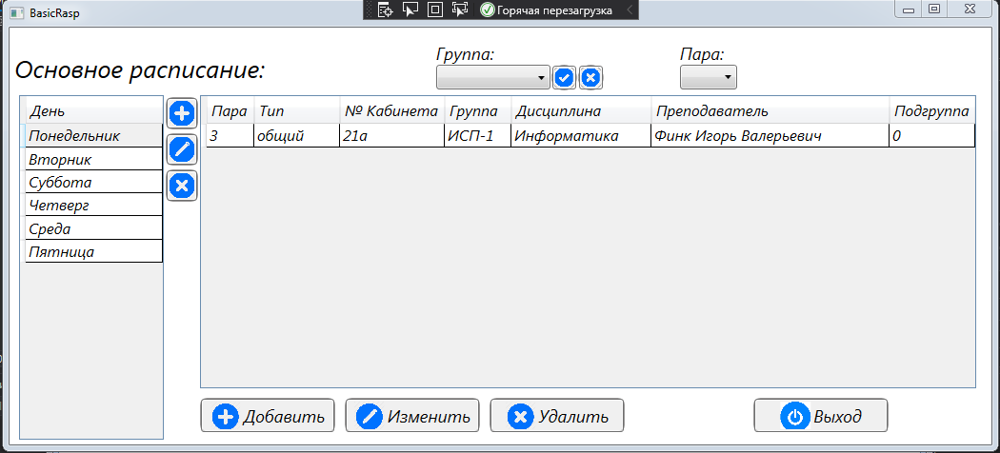 BasicRasp
Горячая перезагрузка
Основное расписание:
Группа:
Пара:
День
Понедельник
Вторник
Суббота
Четверг
Среда
Пятница
Пара Тип № Кабинета Группа Дисциплина Преподаватель Подгруппа
3 общий 21а ИСП-1 Информатика Финк Игорь Валерьевич 0
Добавить Изменить Удалить Выход